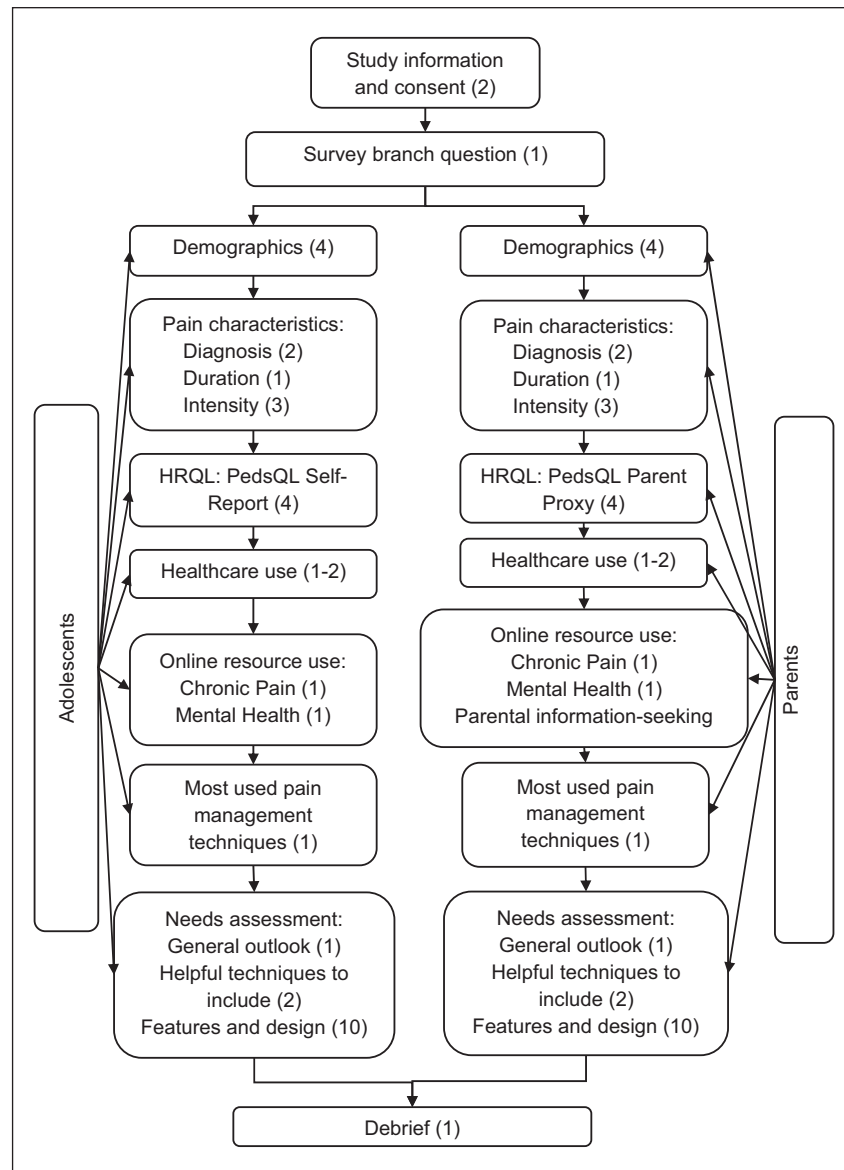 Study information
and consent (2)
Survey branch question (1)
Demographics (4)
Pain characteristics:
Diagnosis (2)
Duration (1)
Intensity (3)
HRQL: PedsQL Self-
Report (4)
Healthcare use (1-2)
Online resource use:
Chronic Pain (1)
Mental Health (1)
Most used pain
management
techniques (1)
Needs assessment:
General outlook (1)
Helpful techniques to
include (2)
Features and design (10)
Adolescents
Demographics (4)
Pain characteristics:
Diagnosis (2)
Duration (1)
Intensity (3)
HRQL: PedsQL Parent
Proxy (4)
Healthcare use (1-2)
Online resource use:
Chronic Pain (1)
Mental Health (1)
Parental information-seeking
Most used pain
management
techniques (1)
Needs assessment:
General outlook (1)
Helpful techniques to
include (2)
Features and design (10)
Parents
Debrief (1)